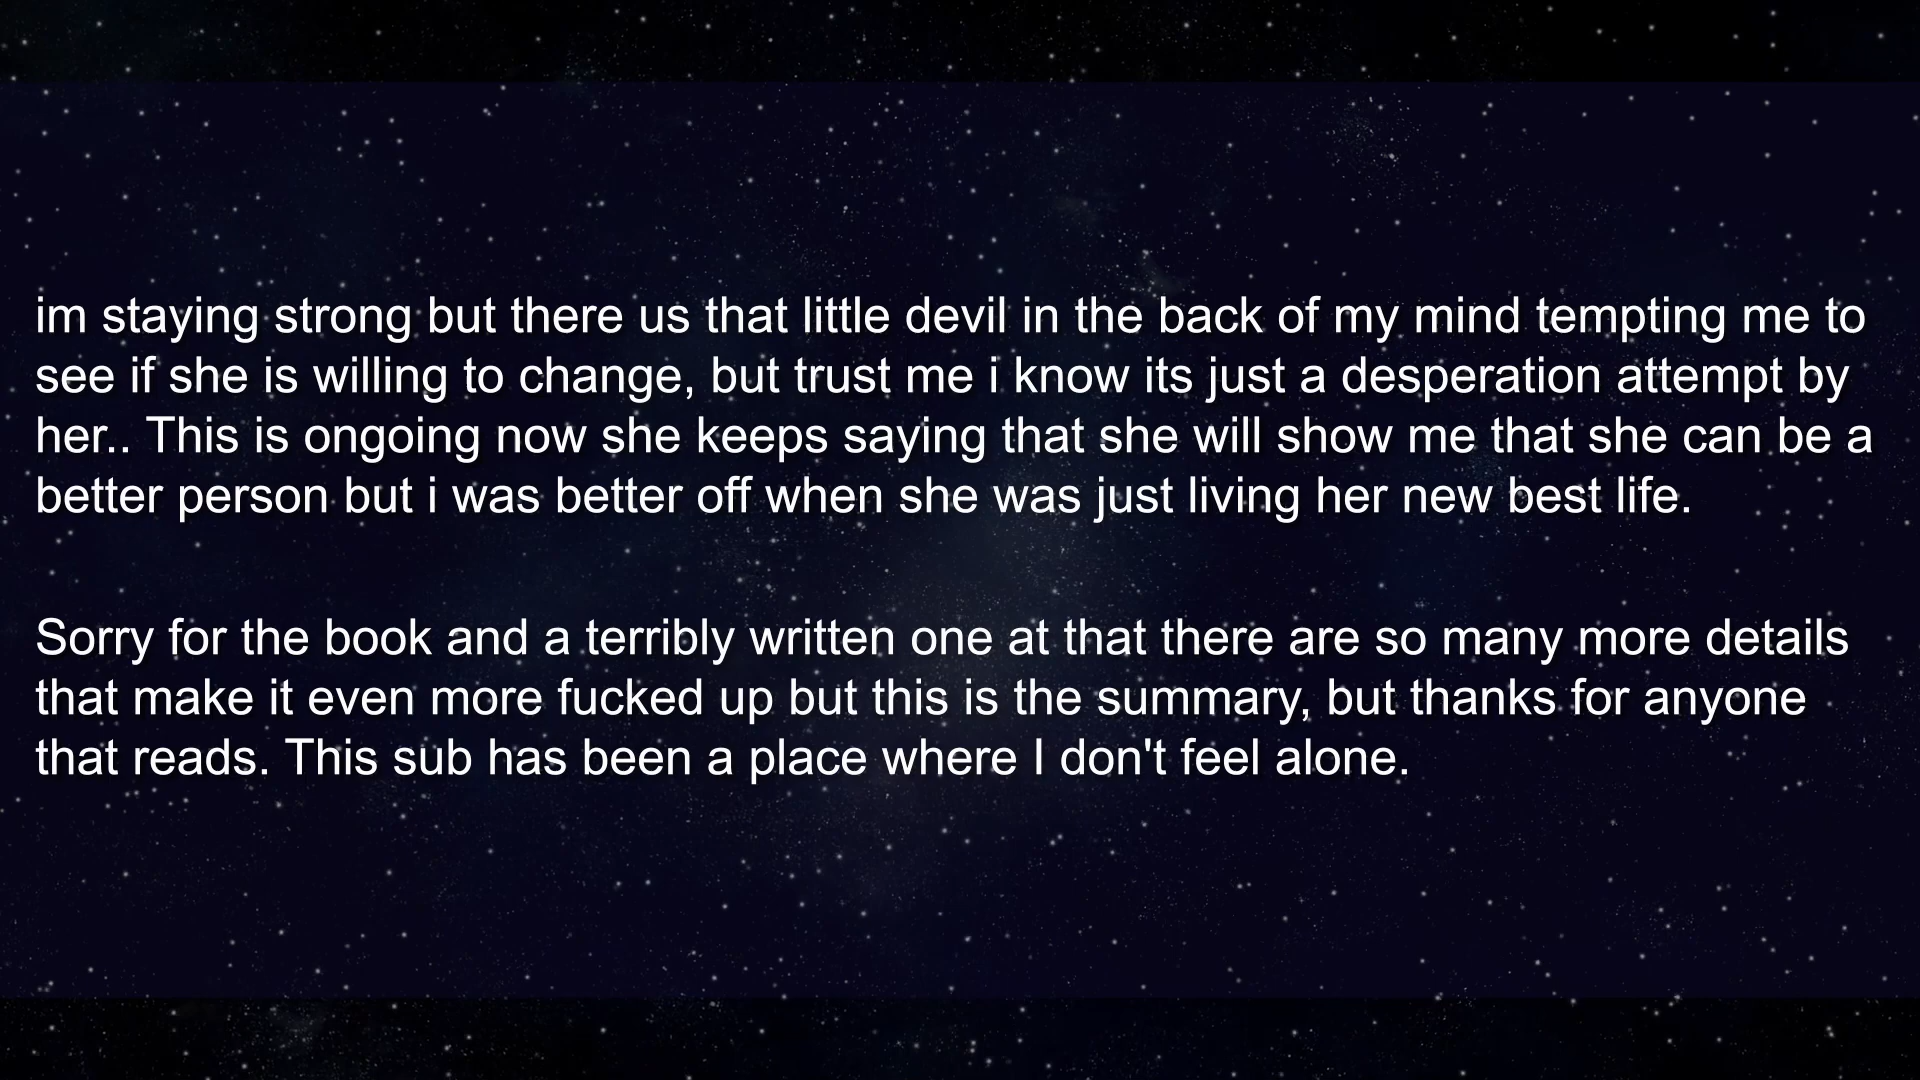 im staying strong but there us that little devil in the back of my mind tempting me to
see if she is willing to change, but trust me i know its just a desperation attempt by
her.. This is ongoing now she keeps saying that she will show me that she can be a
better person but i was better off when she was just living her new best life.
Sorry for the book and a terribly written one at that there are so many more details
that make it even more fucked up but this is the summary, but thanks for anyone
that reads. This sub has been a place where I don't feel alone.